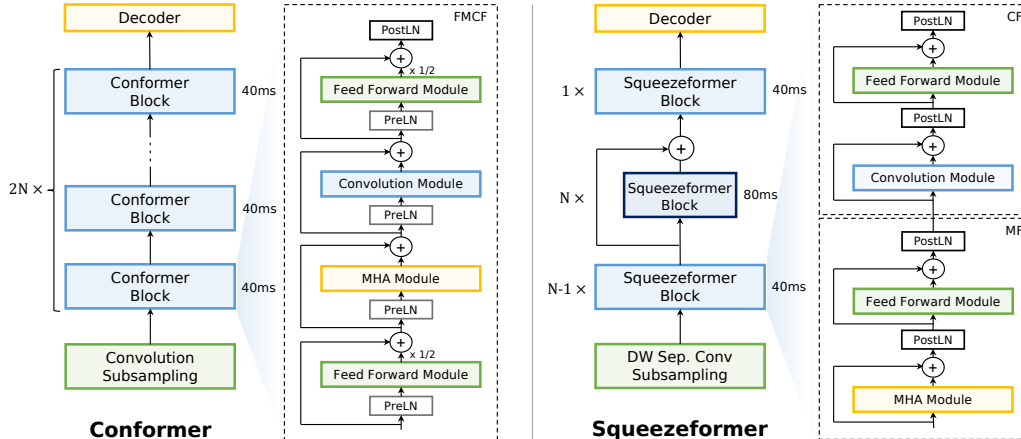 Decoder
Conformer
Block
40ms
2N ×
Conformer
Block
40ms
Conformer
Block
40ms
Convolution
Subsampling
Conformer
FMCF
PostLN
+
x 1/2
Feed Forward Module
PreLN
+
Convolution Module
PreLN
+
MHA Module
PreLN
+
x 1/2
Feed Forward Module
PreLN
Decoder
1 ×
Squeezeformer
Block
40ms
+
N ×
Squeezeformer
Block
80ms
N-1 ×
Squeezeformer
Block
40ms
DW Sep. Conv
Subsampling
Squeezeformer
CF
PostLN
+
Feed Forward Module
PostLN
+
Convolution Module
MF
PostLN
+
Feed Forward Module
PostLN
+
MHA Module